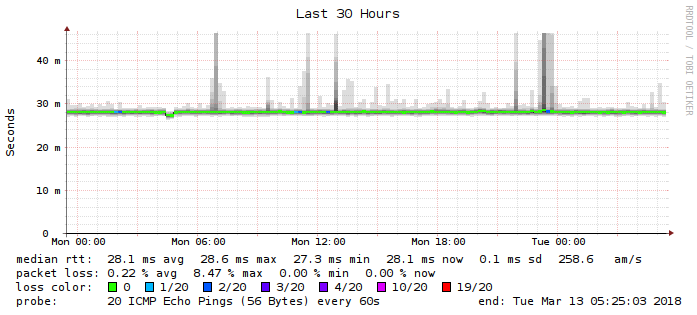 Last 30 Hours
RRDTOOL / TOBI OETIKER
Seconds
40 m
30 m
20 m
10 m
0
Mon 00:00 Mon 06:00 Mon 12:00 Mon 18:00 Tue 00:00
median rtt: 28.1 ms avg 28.6 ms max 27.3 ms min 28.1 ms now 0.1 ms sd 258.6 am/s
packet loss: 0.22 % avg 8.47 % max 0.00 % min 0.00 % now
loss color: 0 1/20 2/20 3/20 4/20 10/20 19/20
probe: 20 ICMP Echo Pings (56 Bytes) every 60s end: Tue Mar 13 05:25:03 2018